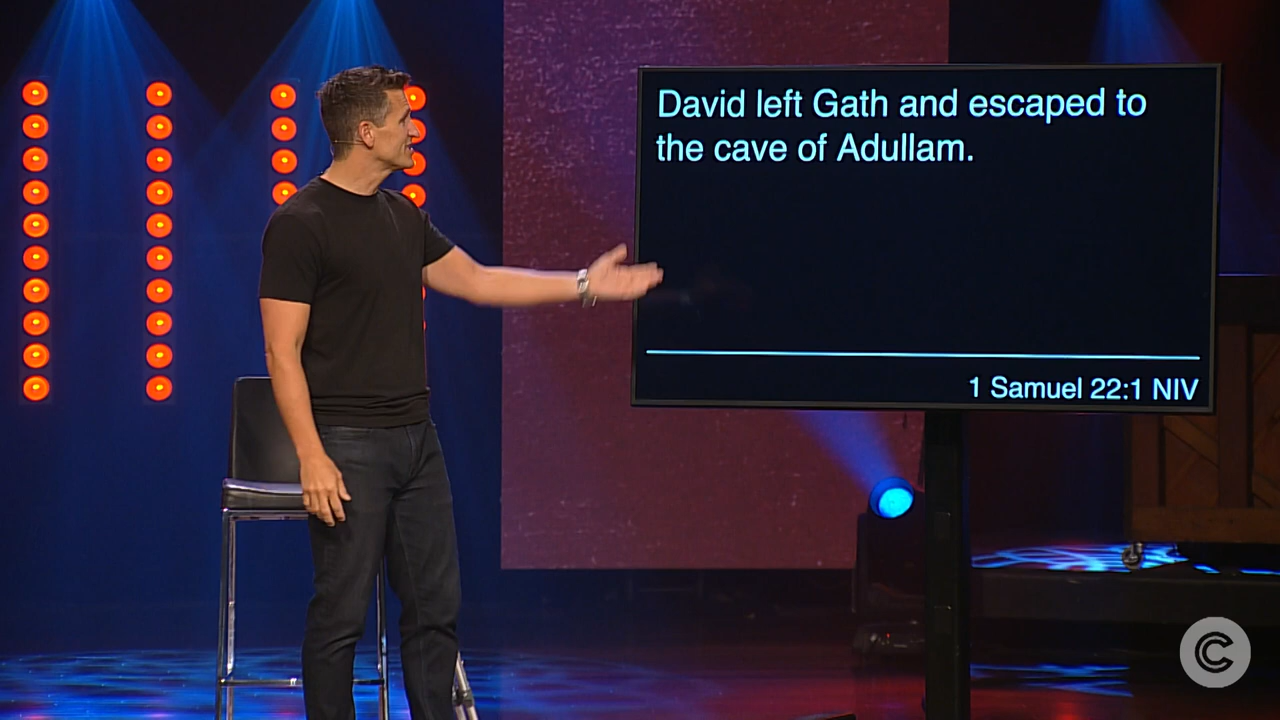 David left Gath and escaped to
the cave of Adullam.
1 Samuel 22:1 NIV